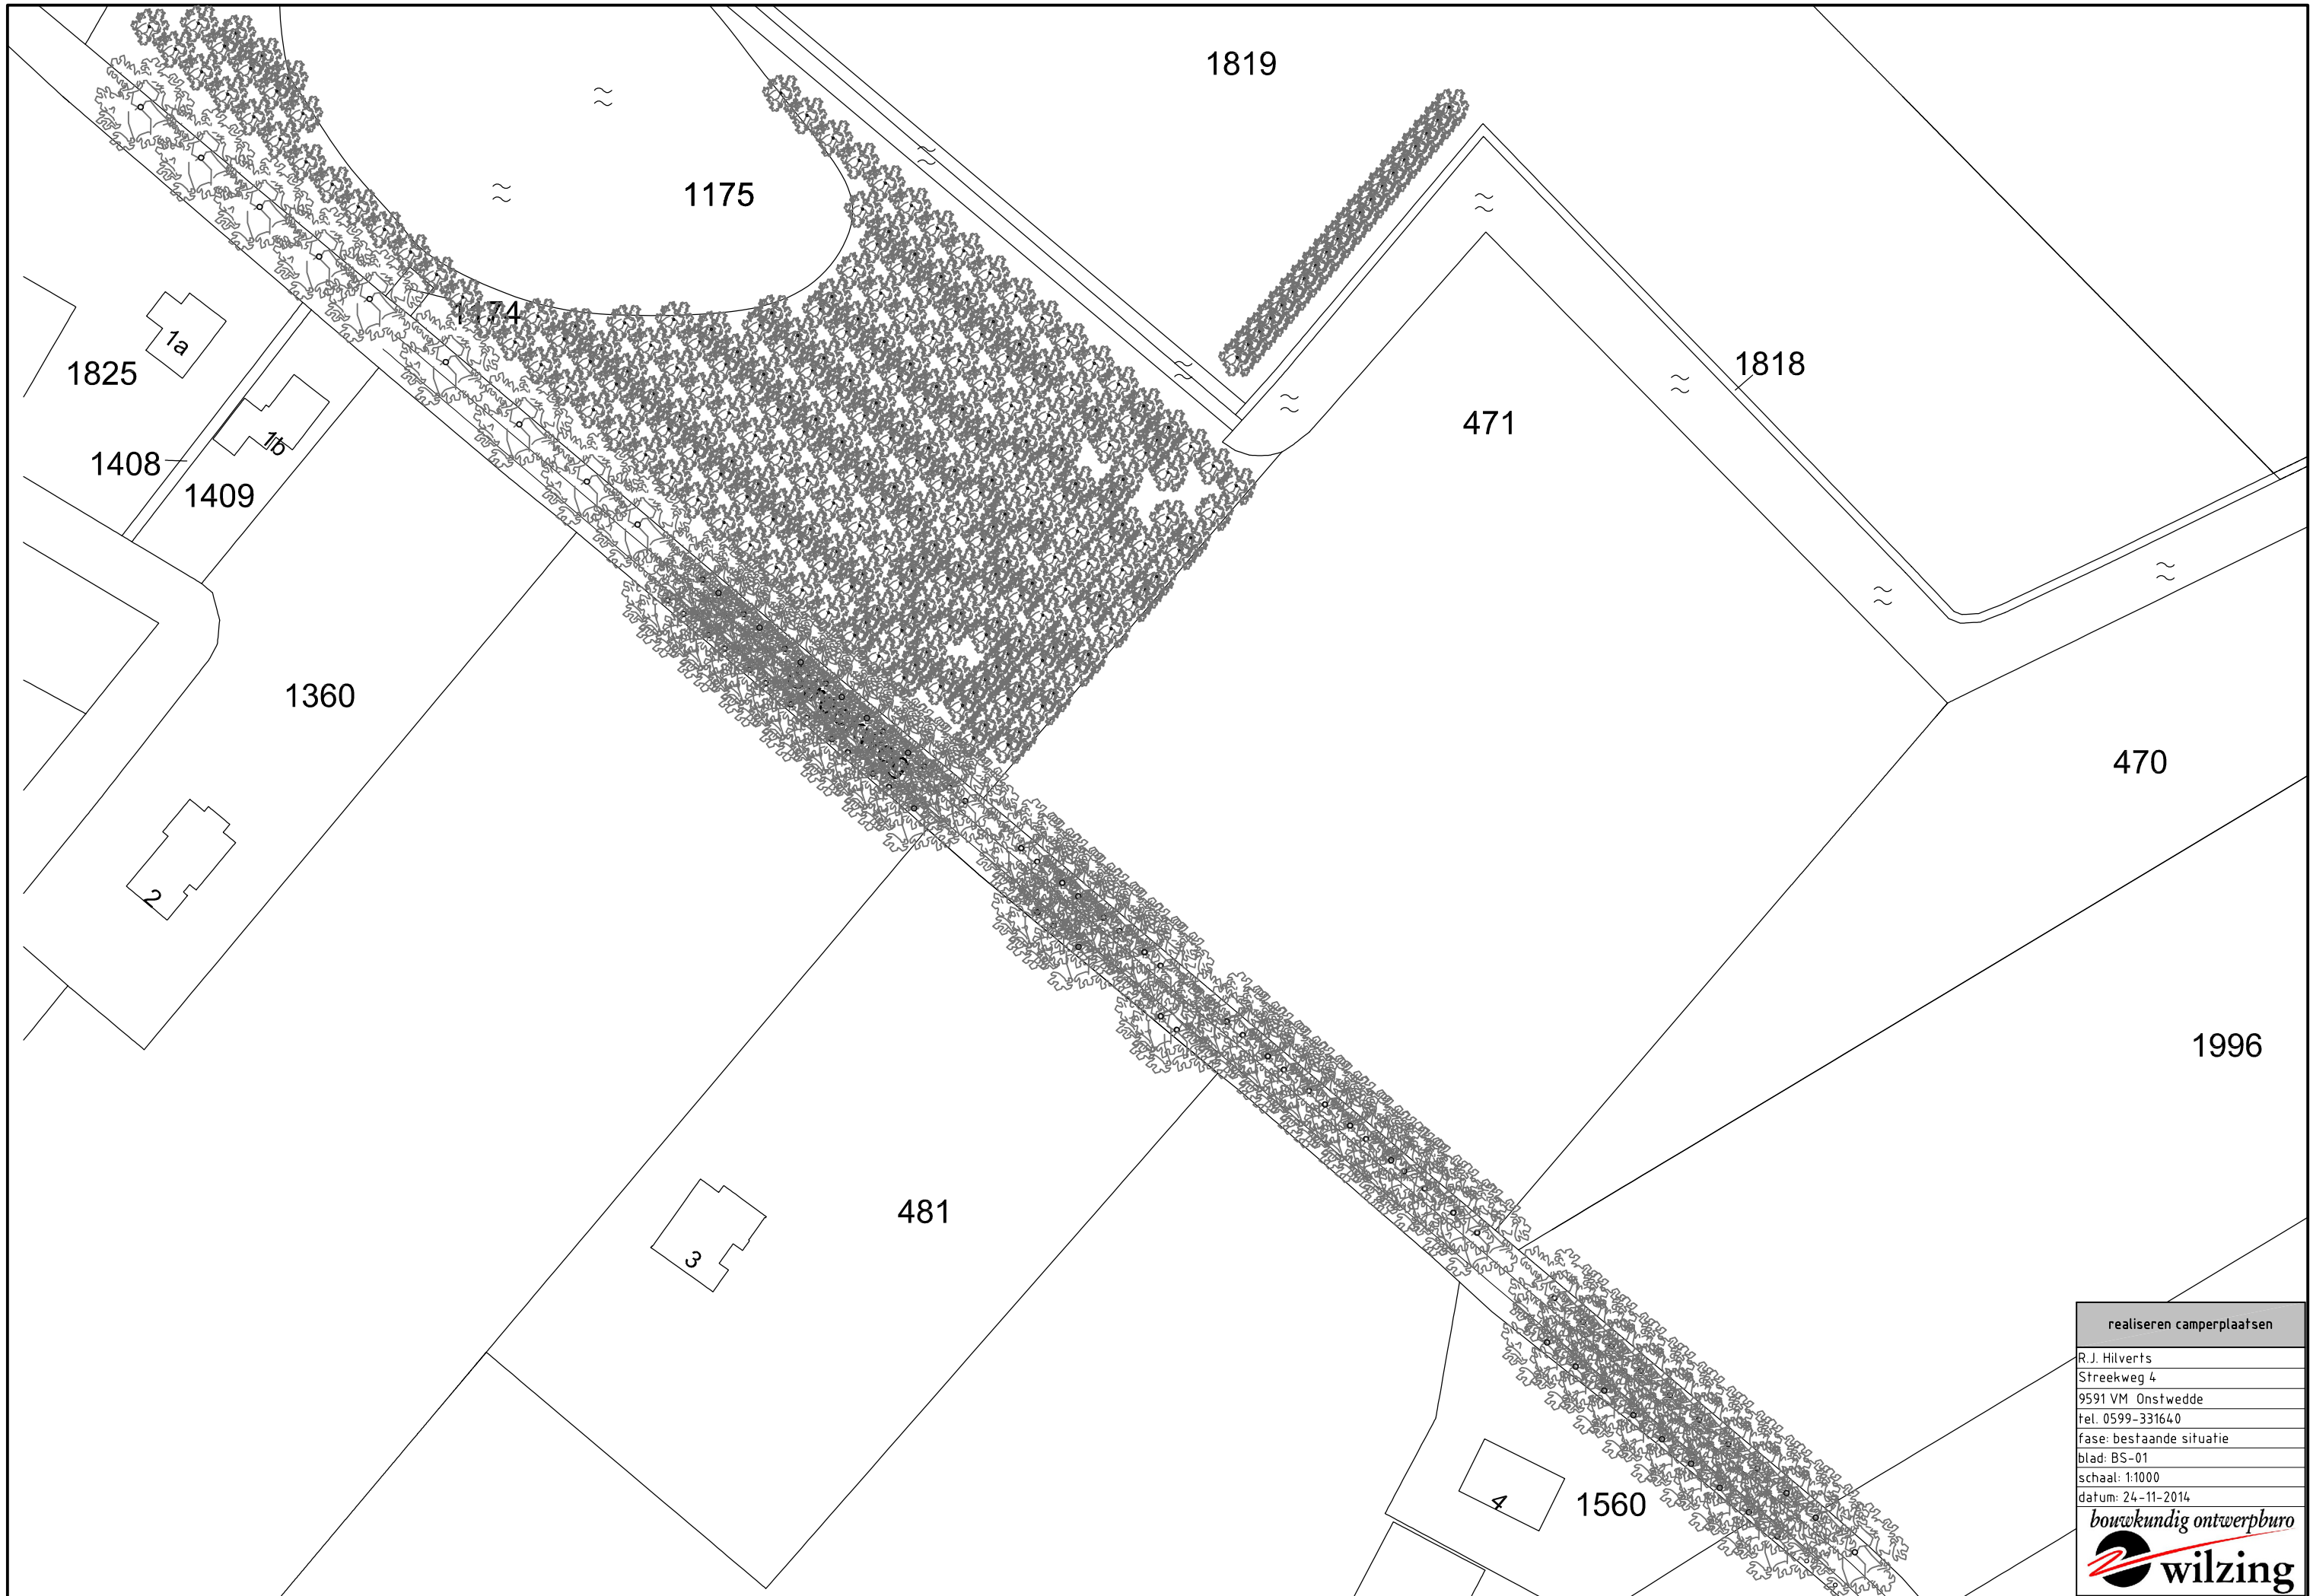 1819
1175
1174
1a
1825
1818
471
1b
1408
1409
1360
470
2
1996
481
3
4
1560
realiseren camperplaatsen
R.J. Hilverts
Streekweg 4
9591 VM Onstwedde
tel. 0599-331640
fase: bestaande situatie
blad: BS-01
schaal: 1:1000
datum: 24-11-2014
bouwkundig ontwerpburo
wilzing